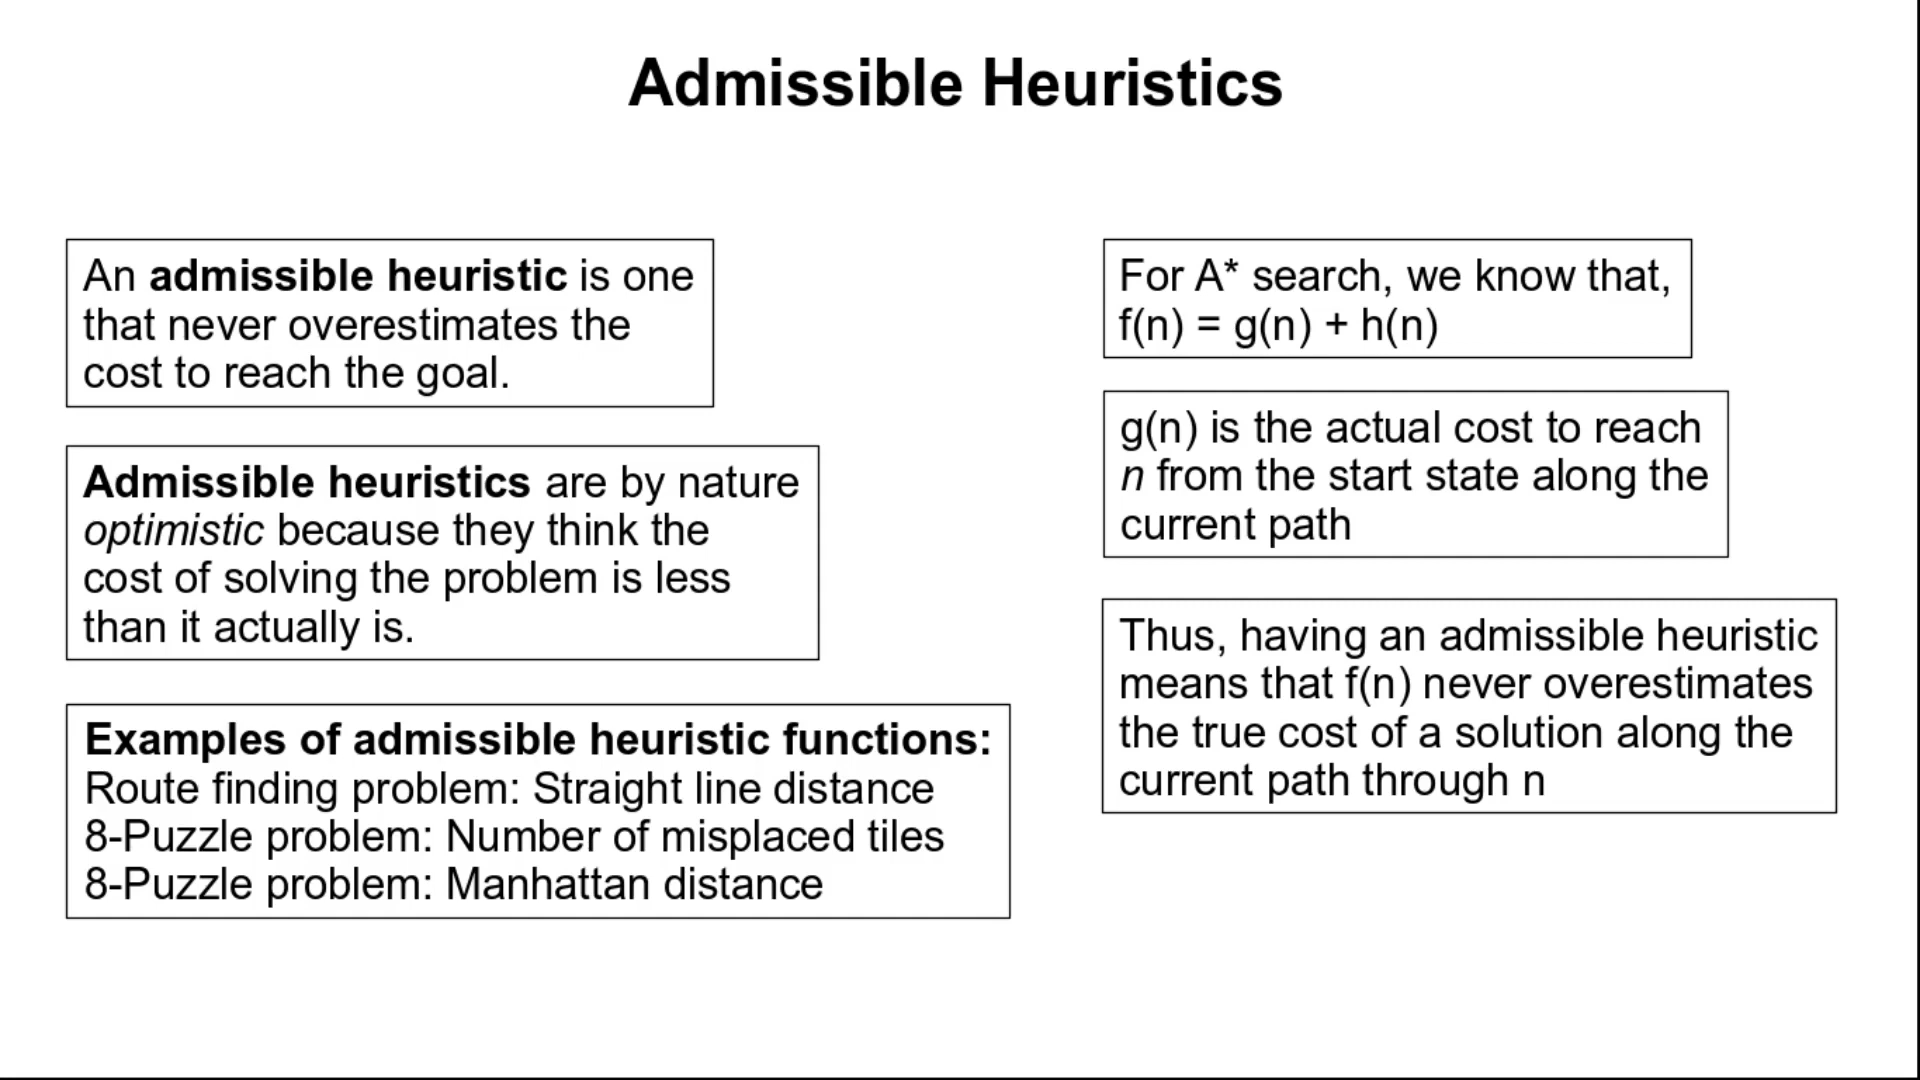 Admissible Heuristics
An admissible heuristic is one
that never overestimates the
cost to reach the goal.
Admissible heuristics are by nature
optimistic because they think the
cost of solving the problem is less
than it actually is.
Examples of admissible heuristic functions:
Route finding problem: Straight line distance
8-Puzzle problem: Number of misplaced tiles
8-Puzzle problem: Manhattan distance
For A* search, we know that,
f(n) = g(n) + h(n)
g(n) is the actual cost to reach
n from the start state along the
current path
Thus, having an admissible heuristic
means that f(n) never overestimates
the true cost of a solution along the
current path through n